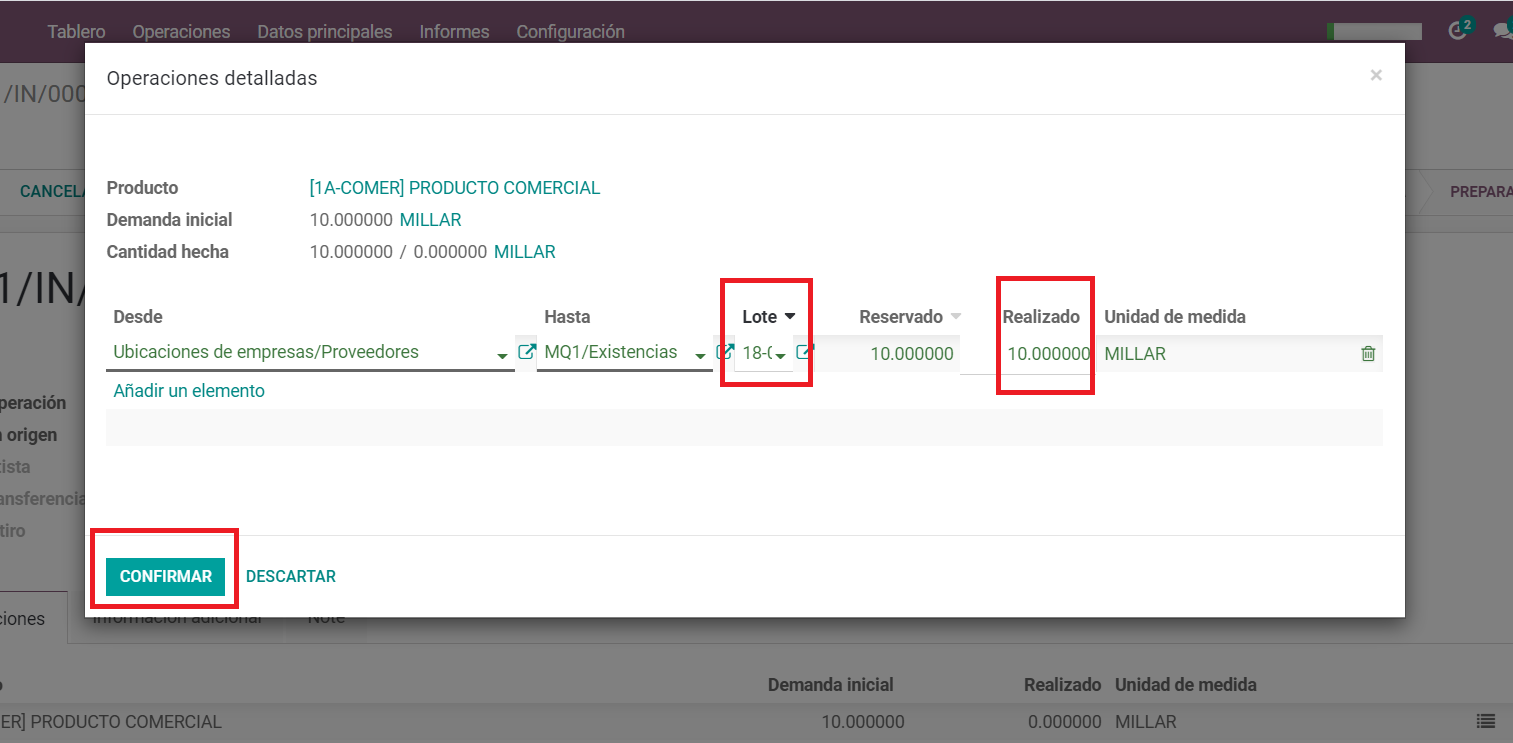 Tablero Operaciones Datos principales Informes Configuración 2
/IN/000
Operaciones detalladas ×
Producto [1A-COMER] PRODUCTO COMERCIAL
CANCELA PREPARA
Demanda inicial 10.000000 MILLAR
Cantidad hecha 10.000000 / 0.000000 MILLAR
1/IN/
Desde Hasta Lote Reservado Realizado Unidad de medida
Ubicaciones de empresas/Proveedores MQ1/Existencias 18-0 10.000000 10.000000 MILLAR
Añadir un elemento
peración
n origen
tista
ansferencia
tiro
CONFIRMAR DESCARTAR
ciones Información adicional Note
o Demanda inicial Realizado Unidad de medida
ER] PRODUCTO COMERCIAL 10.000000 0.000000 MILLAR